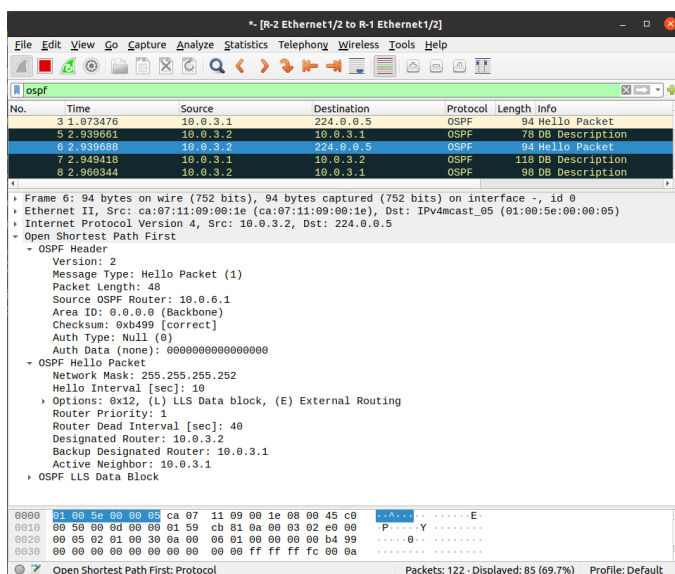 *- [R-2 Ethernet1/2 to R-1 Ethernet1/2]
File Edit View Go Capture Analyze Statistics Telephony Wireless Tools Help
ospf
No. Time Source Destination Protocol Length Info
3 1.073476 10.0.3.1 224.0.0.5 OSPF 94 Hello Packet
5 2.939661 10.0.3.2 10.0.3.1 OSPF 78 DB Description
6 2.939688 10.0.3.2 224.0.0.5 OSPF 94 Hello Packet
7 2.949418 10.0.3.1 10.0.3.2 OSPF 118 DB Description
8 2.960344 10.0.3.2 10.0.3.1 OSPF 98 DB Description
Frame 6: 94 bytes on wire (752 bits), 94 bytes captured (752 bits) on interface -, id 0
Ethernet II, Src: ca:07:11:09:00:1e (ca:07:11:09:00:1e), Dst: IPv4mcast_05 (01:00:5e:00:00:05)
Internet Protocol Version 4, Src: 10.0.3.2, Dst: 224.0.0.5
Open Shortest Path First
OSPF Header
Version: 2
Message Type: Hello Packet (1)
Packet Length: 48
Source OSPF Router: 10.0.6.1
Area ID: 0.0.0.0 (Backbone)
Checksum: 0xb499 [correct]
Auth Type: Null (0)
Auth Data (none): 0000000000000000
OSPF Hello Packet
Network Mask: 255.255.255.252
Hello Interval [sec]: 10
Options: 0x12, (L) LLS Data block, (E) External Routing
Router Priority: 1
Router Dead Interval [sec]: 40
Designated Router: 10.0.3.2
Backup Designated Router: 10.0.3.1
Active Neighbor: 10.0.3.1
OSPF LLS Data Block
0000 01 00 5e 00 00 05 ca 07 11 09 00 1e 08 00 45 c0 ··^····· ······E·
0010 00 50 00 0d 00 00 01 59 cb 81 0a 00 03 02 e0 00 ·P·····Y ········
0020 00 05 02 01 00 30 0a 00 06 01 00 00 00 00 b4 99 ·····0·· ········
0030 00 00 00 00 00 00 00 00 00 00 ff ff ff fc 00 0a ········ ········
Open Shortest Path First: Protocol Packets: 122 · Displayed: 85 (69.7%) Profile: Default